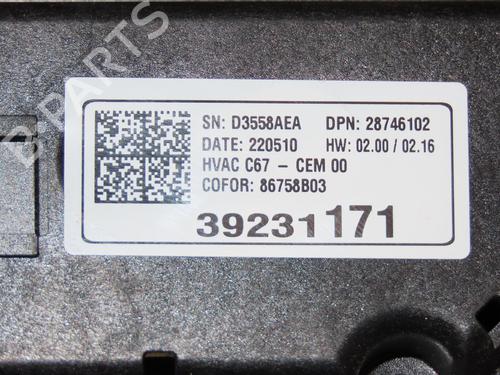 B-PARTS
SN: D3558AEA DPN: 28746102
DATE: 220510 HW: 02.00 / 02.16
HVAC C67 - CEM 00
COFOR: 86758B03
39231171